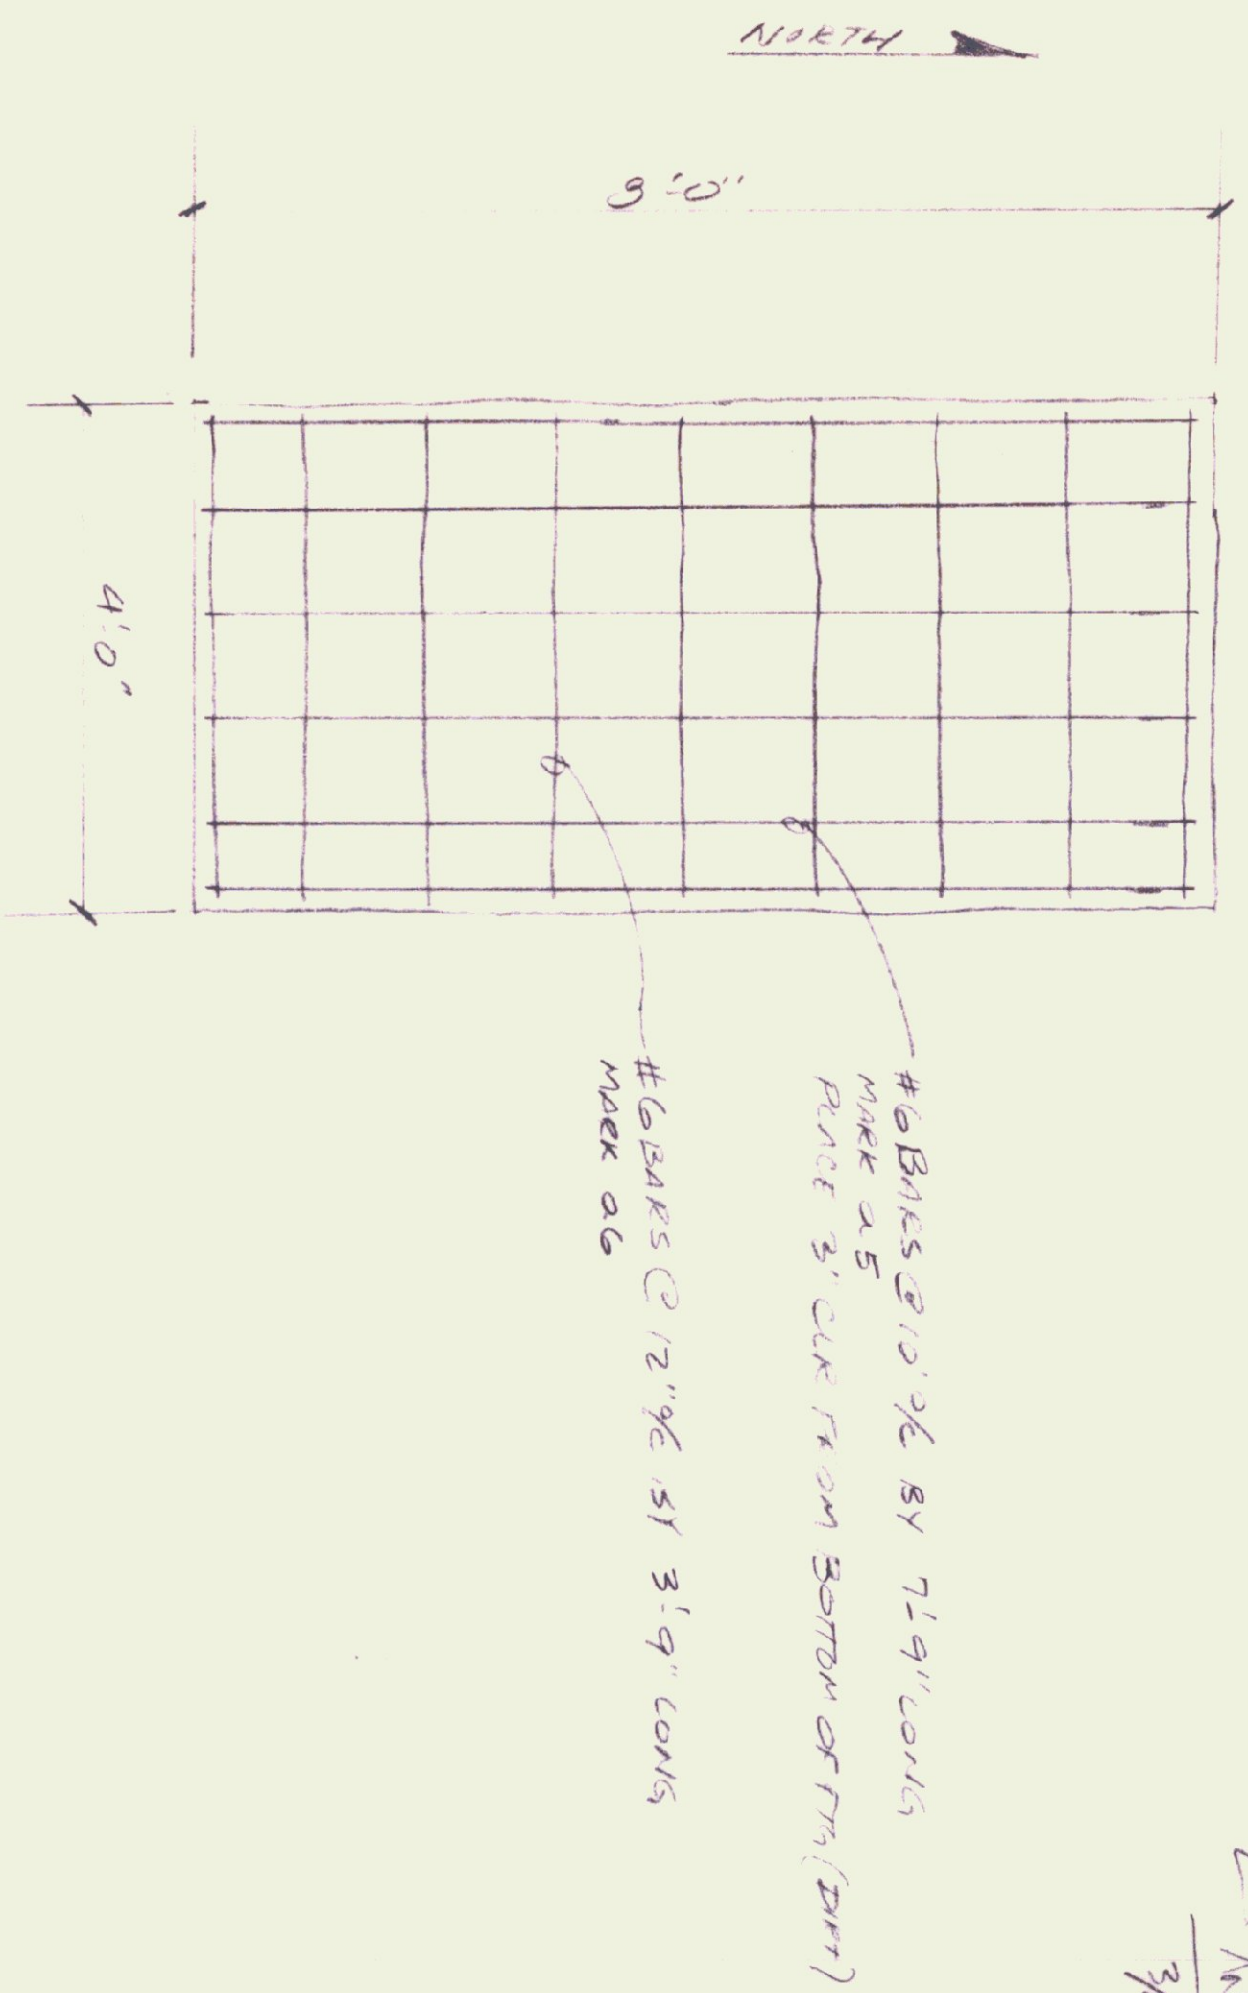 NORTH
8'-0"
4'-0"
#6 BARS @ 10" o/c BY 7'-9" LONG
MARK a5
PLACE 3" CLR FROM BOTTOM OF FTG (DIRT)
#6 BARS @ 12" o/c BY 3'-9" LONG
MARK a6